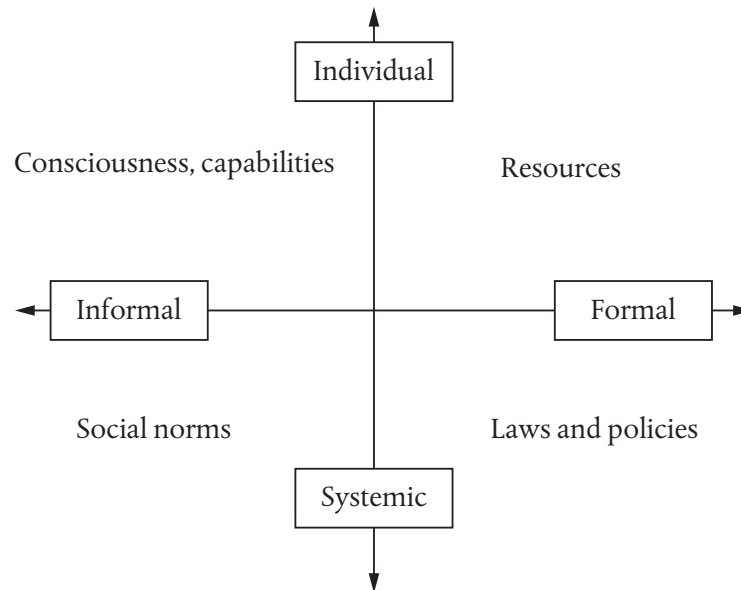 Individual
Consciousness, capabilities
Resources
Informal
Formal
Social norms
Laws and policies
Systemic